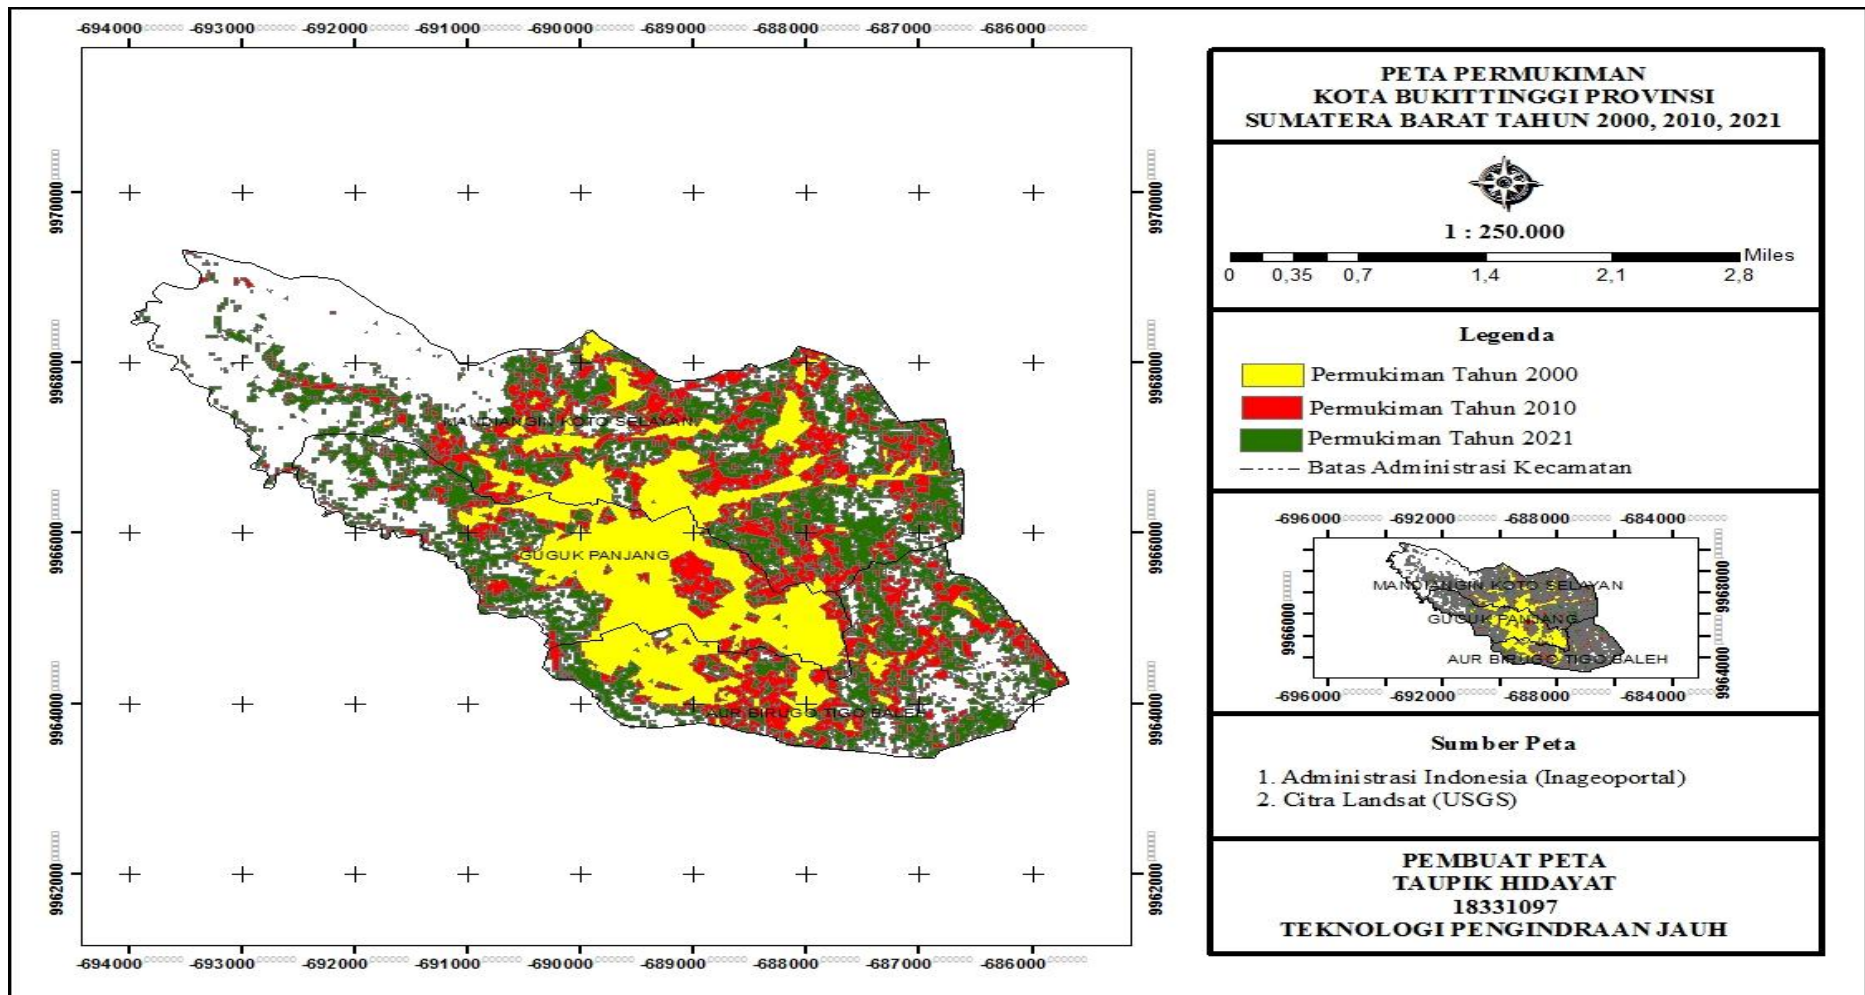 -694000 -693000 -692000 -691000 -690000 -689000 -688000 -687000 -686000
9970000
9968000
9966000
9964000
9962000
MANDIANGIN KOTO SELAYAN
GUGUK PANJANG
AUR BIRUGO TIGO BALEH
9970000
9968000
9966000
9964000
9962000
-694000 -693000 -692000 -691000 -690000 -689000 -688000 -687000 -686000
PETA PERMUKIMAN
KOTA BUKITTINGGI PROVINSI
SUMATERA BARAT TAHUN 2000, 2010, 2021
1 : 250.000
Miles
0 0,35 0,7 1,4 2,1 2,8
Legenda
Permukiman Tahun 2000
Permukiman Tahun 2010
Permukiman Tahun 2021
Batas Administrasi Kecamatan
-696000 -692000 -688000 -684000
9968000
9966000
9964000
MANDIANGIN KOTO SELAYAN
GUGUK PANJANG
AUR BIRUGO TIGO BALEH
9966000
-696000 -692000 -688000 -684000
Sumber Peta
1. Administrasi Indonesia (Inageoportal)
2. Citra Landsat (USGS)
PEMBUAT PETA
TAUPIK HIDAYAT
18331097
TEKNOLOGI PENGINDRAAN JAUH